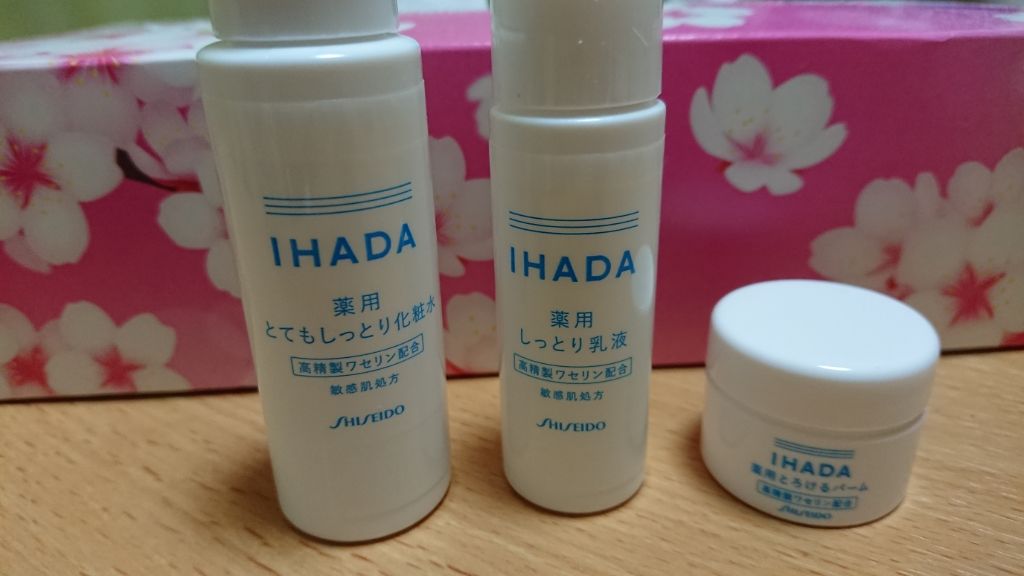 IHADA
薬用
とてもしっとり化粧水
高精製ワセリン配合
敏感肌処方
SHISEIDO
IHADA
薬用
しっとり乳液
高精製ワセリン配合
敏感肌処方
SHISEIDO
IHADA
薬用とろけるバーム
高精製ワセリン配合
SHISEIDO